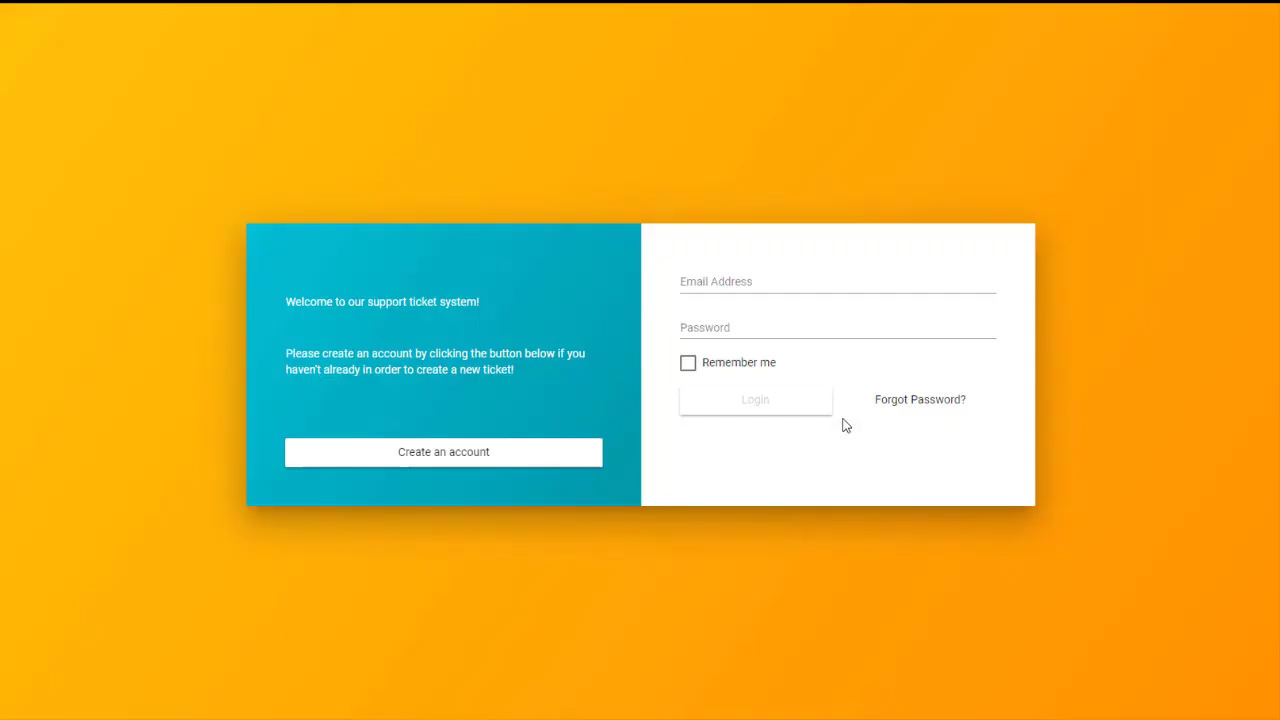 Welcome to our support ticket system!
Please create an account by clicking the button below if you
haven't already in order to create a new ticket!
Create an account
Email Address
Password
Remember me
Login
Forgot Password?